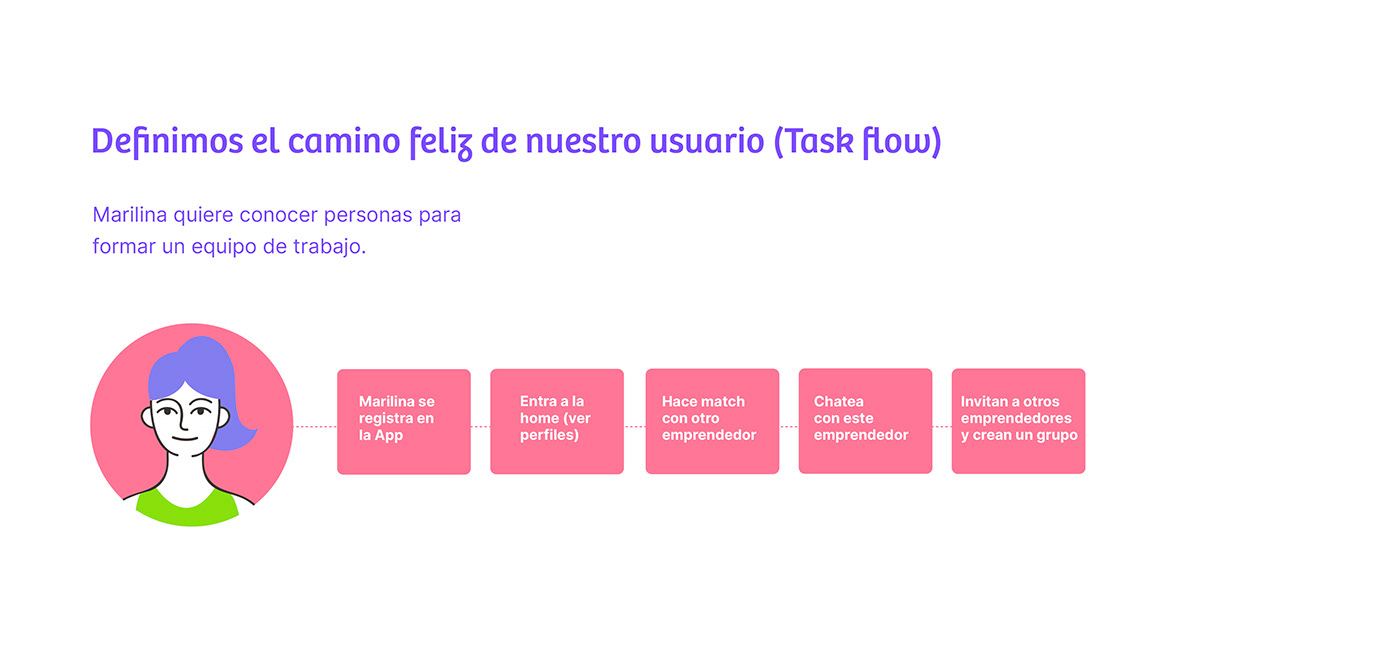 Definimos el camino feliz de nuestro usuario (Task flow)
Marilina quiere conocer personas para
formar un equipo de trabajo.
Marilina se
registra en
la App
Entra a la
home (ver
perfiles)
Hace match
con otro
emprendedor
Chatea
con este
emprendedor
Invitan a otros
emprendedores
y crean un grupo